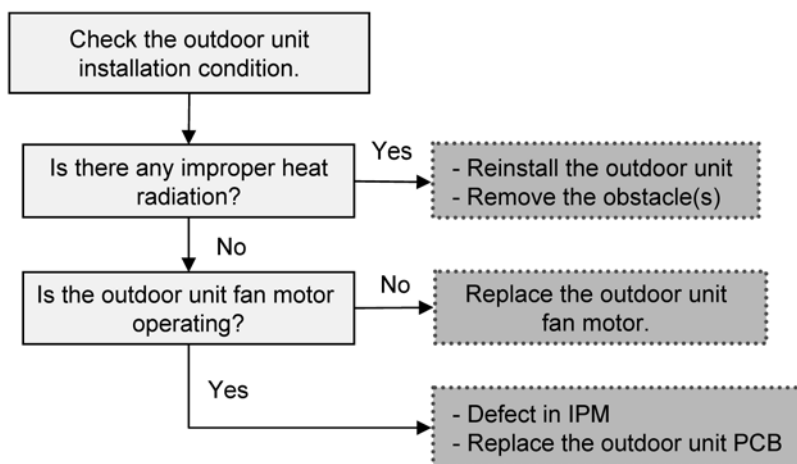 Check the outdoor unit
installation condition.
Is there any improper heat
radiation?
Yes
- Reinstall the outdoor unit
- Remove the obstacle(s)
No
Is the outdoor unit fan motor
operating?
No
Replace the outdoor unit
fan motor.
Yes
- Defect in IPM
- Replace the outdoor unit PCB